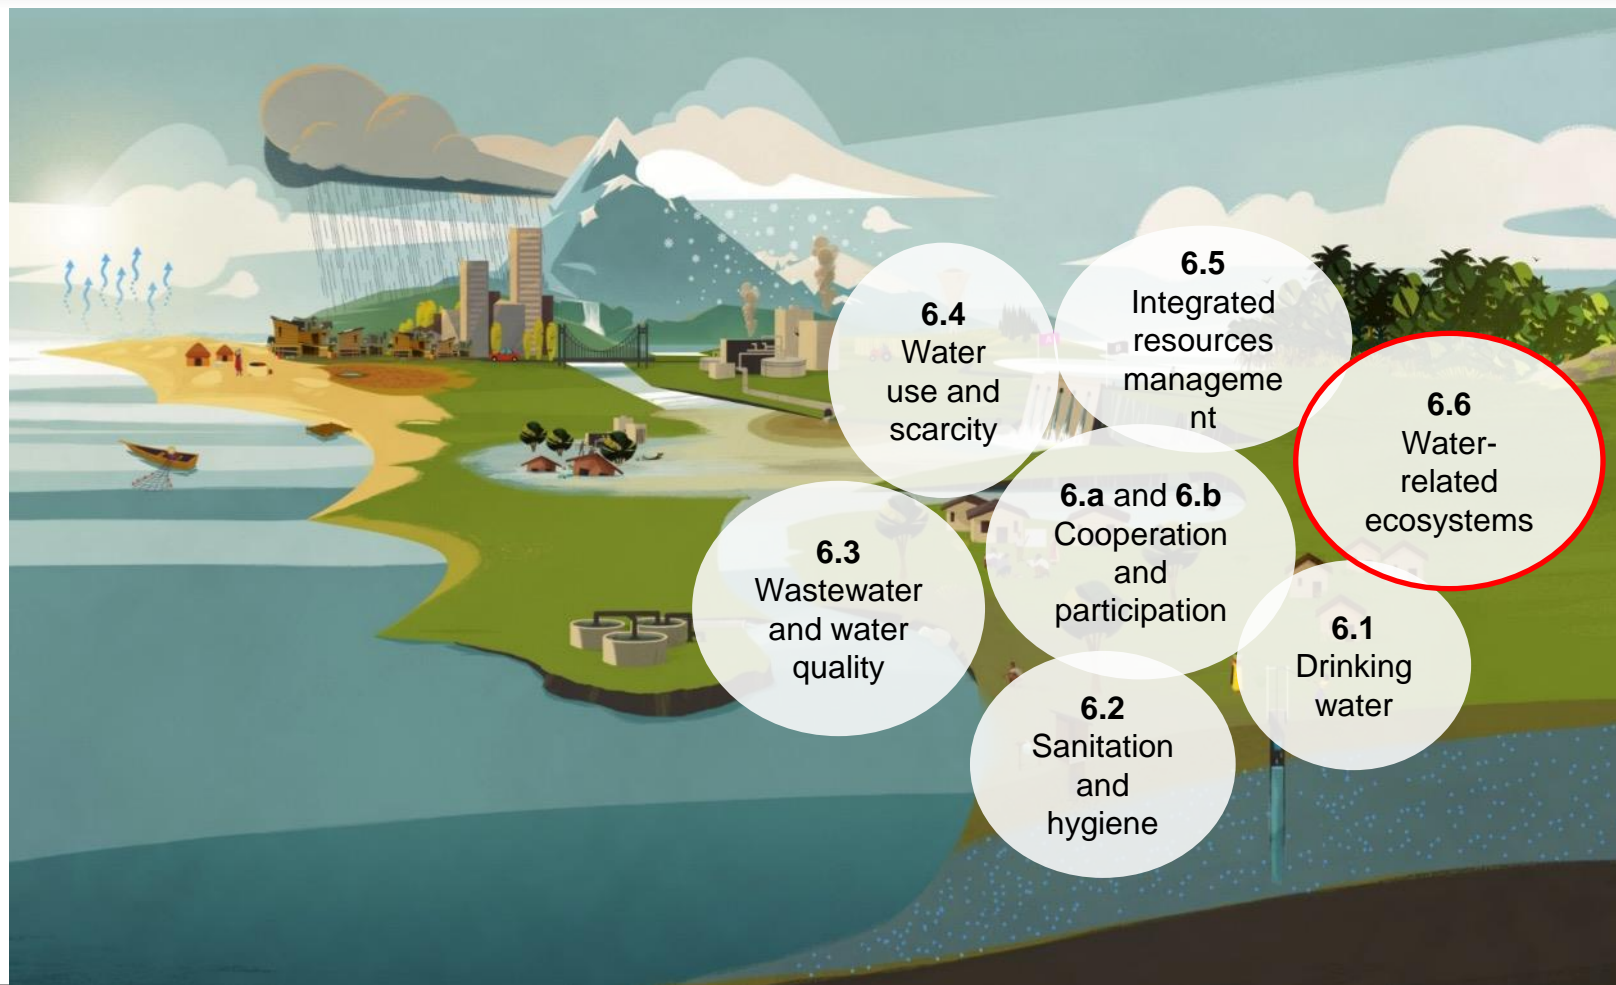 6.4
Water
use and
scarcity
6.5
Integrated
resources
manageme
nt
6.6
Water-
related
ecosystems
6.3
Wastewater
and water
quality
6.a and 6.b
Cooperation
and
participation
6.1
Drinking
water
6.2
Sanitation
and
hygiene